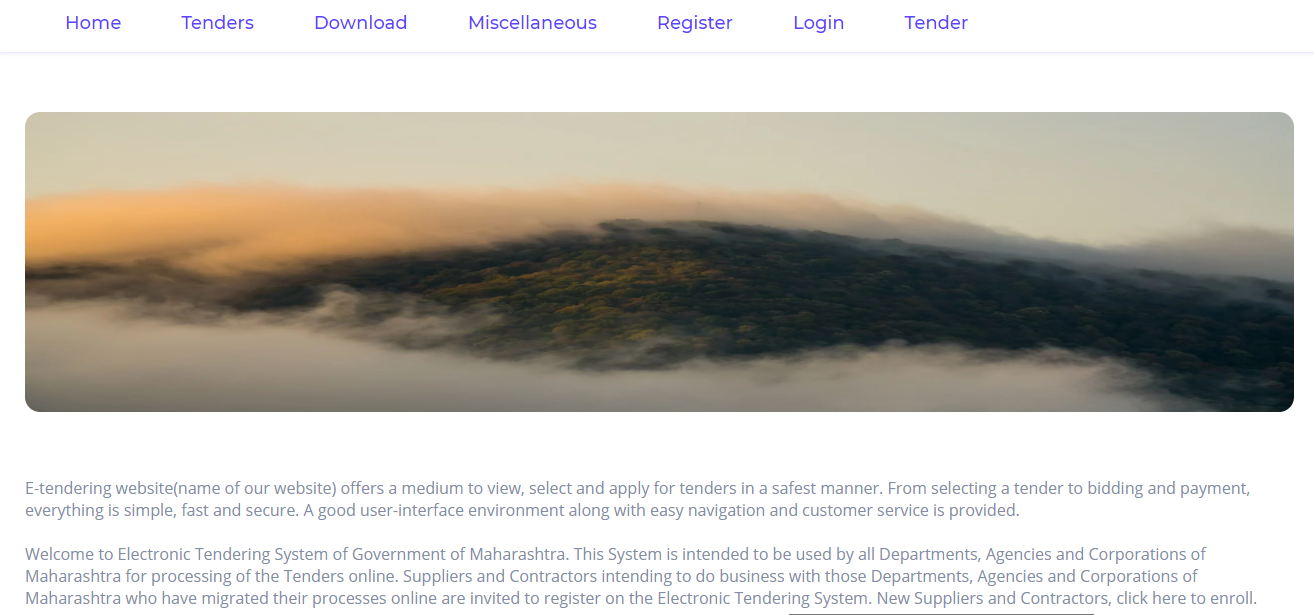 Home Tenders Download Miscellaneous Register Login Tender
E-tendering website(name of our website) offers a medium to view, select and apply for tenders in a safest manner. From selecting a tender to bidding and payment,
everything is simple, fast and secure. A good user-interface environment along with easy navigation and customer service is provided.
Welcome to Electronic Tendering System of Government of Maharashtra. This System is intended to be used by all Departments, Agencies and Corporations of
Maharashtra for processing of the Tenders online. Suppliers and Contractors intending to do business with those Departments, Agencies and Corporations of
Maharashtra who have migrated their processes online are invited to register on the Electronic Tendering System. New Suppliers and Contractors, click here to enroll.